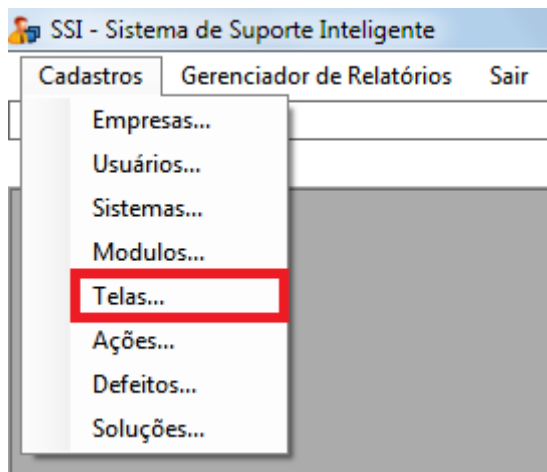 SSI - Sistema de Suporte Inteligente
Cadastros Gerenciador de Relatórios Sair
Empresas...
Usuários...
Sistemas...
Modulos...
Telas...
Ações...
Defeitos...
Soluções...